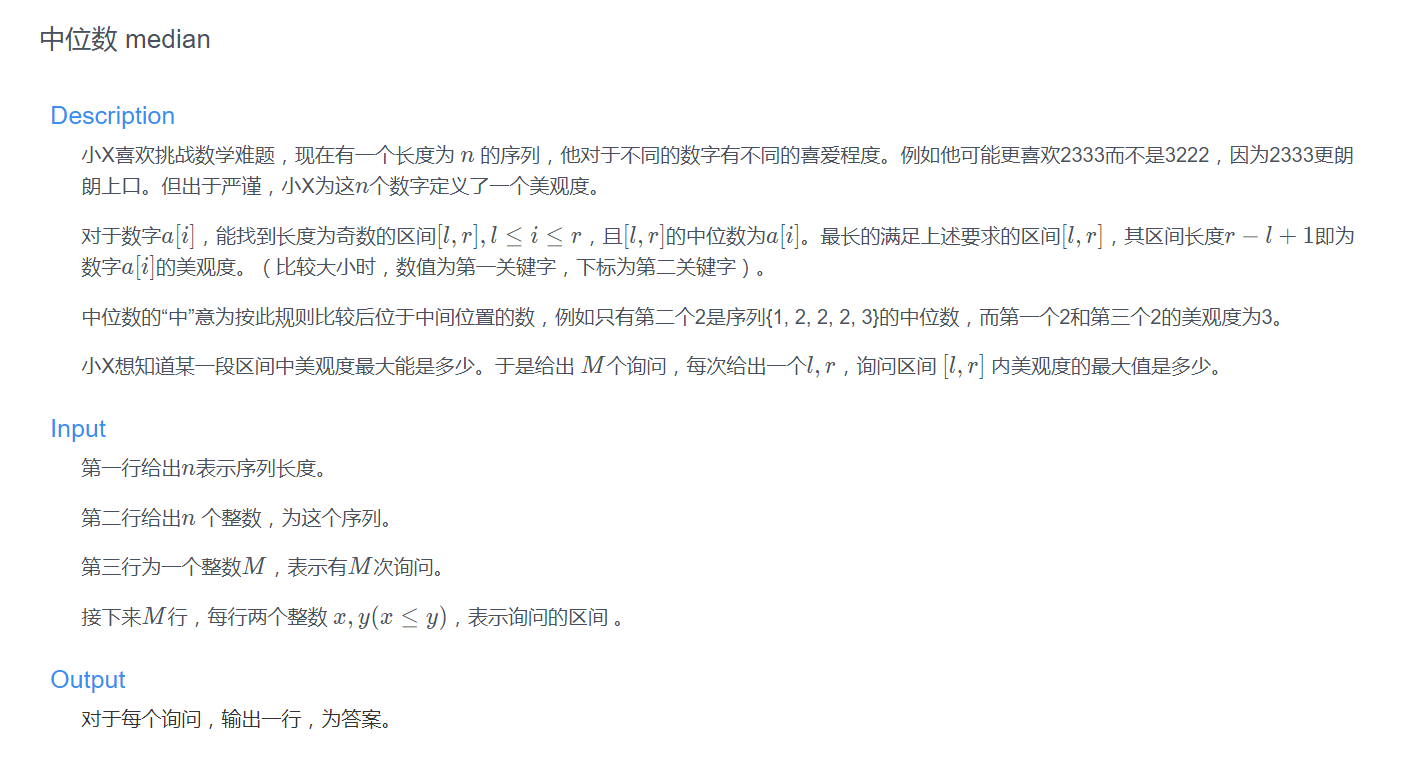 中位数 median
Description
小X喜欢挑战数学难题，现在有一个长度为 n 的序列，他对于不同的数字有不同的喜爱程度。例如他可能更喜欢2333而不是3222，因为2333更朗
朗上口。但出于严谨，小X为这n个数字定义了一个美观度。
对于数字a[i]，能找到长度为奇数的区间[l, r], l ≤ i ≤ r，且[l, r]的中位数为a[i]。最长的满足上述要求的区间[l, r]，其区间长度r − l + 1即为
数字a[i]的美观度。（比较大小时，数值为第一关键字，下标为第二关键字）。
中位数的“中”意为按此规则比较后位于中间位置的数，例如只有第二个2是序列{1, 2, 2, 2, 3}的中位数，而第一个2和第三个2的美观度为3。
小X想知道某一段区间中美观度最大能是多少。于是给出 M个询问，每次给出一个l, r，询问区间 [l, r] 内美观度的最大值是多少。
Input
第一行给出n表示序列长度。
第二行给出n 个整数，为这个序列。
第三行为一个整数M，表示有M次询问。
接下来M行，每行两个整数 x, y(x ≤ y)，表示询问的区间 。
Output
对于每个询问，输出一行，为答案。